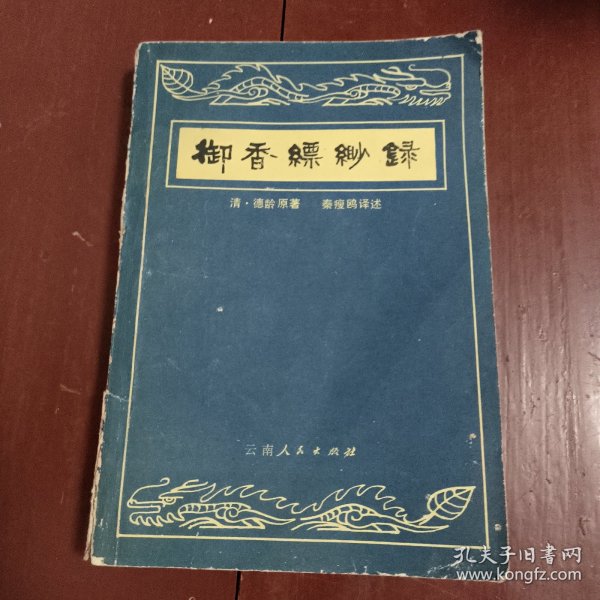 御香縹緲録
清·德龄原著 秦瘦鸥译述
云南人民出版社
孔夫子旧书网
www.kongfz.com